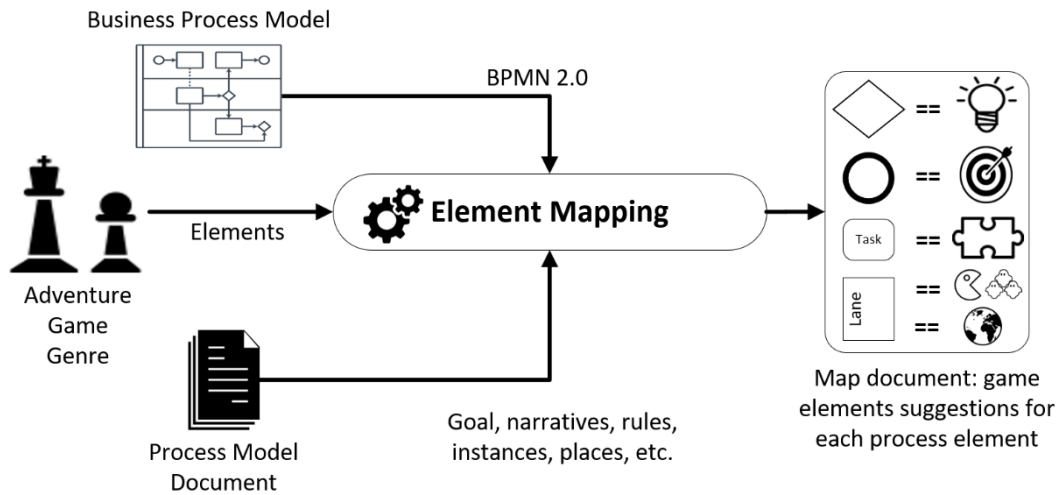 Business Process Model
BPMN 2.0
Elements
Element Mapping
Adventure
Game
Genre
Process Model
Document
Goal, narratives, rules,
instances, places, etc.
==
==
Task
==
Lane
==
==
Map document: game
elements suggestions for
each process element